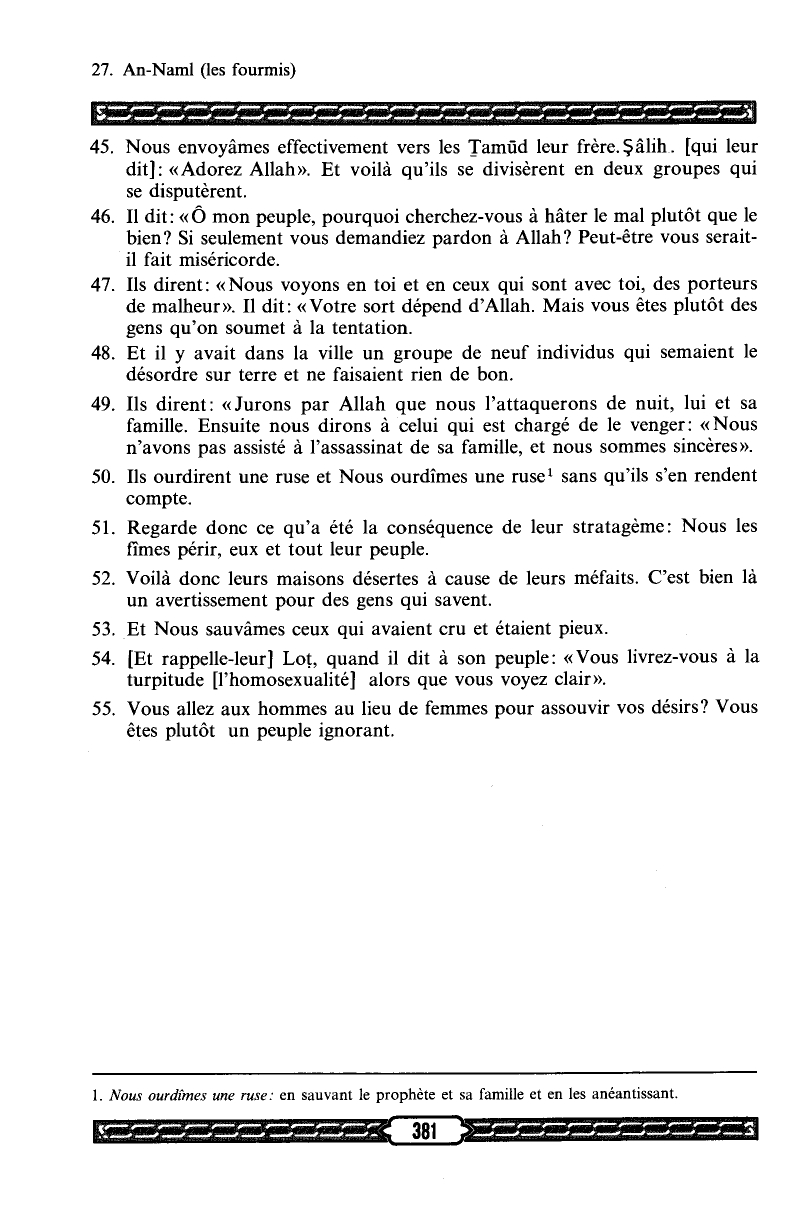 27. An-Naml (les fourmis)
45. Nous envoyâmes effectivement vers les Ṯamūd leur frère.Ṣâlih. [qui leur
dit]: «Adorez Allah». Et voilà qu'ils se divisèrent en deux groupes qui
se disputèrent.
46. Il dit: «Ô mon peuple, pourquoi cherchez-vous à hâter le mal plutôt que le
bien? Si seulement vous demandiez pardon à Allah? Peut-être vous serait-
il fait miséricorde.
47. Ils dirent: «Nous voyons en toi et en ceux qui sont avec toi, des porteurs
de malheur». Il dit: «Votre sort dépend d'Allah. Mais vous êtes plutôt des
gens qu'on soumet à la tentation.
48. Et il y avait dans la ville un groupe de neuf individus qui semaient le
désordre sur terre et ne faisaient rien de bon.
49. Ils dirent: «Jurons par Allah que nous l'attaquerons de nuit, lui et sa
famille. Ensuite nous dirons à celui qui est chargé de le venger: «Nous
n'avons pas assisté à l'assassinat de sa famille, et nous sommes sincères».
50. Ils ourdirent une ruse et Nous ourdîmes une ruse¹ sans qu'ils s'en rendent
compte.
51. Regarde donc ce qu'a été la conséquence de leur stratagème: Nous les
fîmes périr, eux et tout leur peuple.
52. Voilà donc leurs maisons désertes à cause de leurs méfaits. C'est bien là
un avertissement pour des gens qui savent.
53. Et Nous sauvâmes ceux qui avaient cru et étaient pieux.
54. [Et rappelle-leur] Loṭ, quand il dit à son peuple: «Vous livrez-vous à la
turpitude [l'homosexualité] alors que vous voyez clair».
55. Vous allez aux hommes au lieu de femmes pour assouvir vos désirs? Vous
êtes plutôt un peuple ignorant.
1. Nous ourdîmes une ruse: en sauvant le prophète et sa famille et en les anéantissant.
381